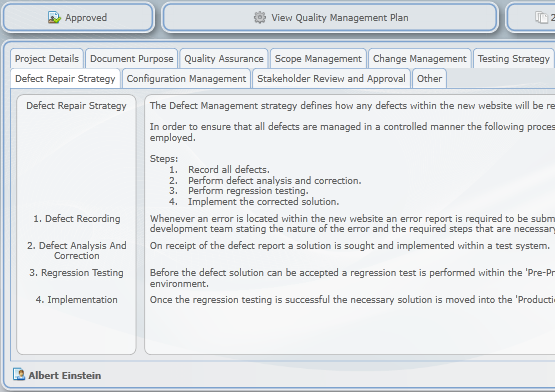 Approved
View Quality Management Plan
2
Project Details Document Purpose Quality Assurance Scope Management Change Management Testing Strategy
Defect Repair Strategy Configuration Management Stakeholder Review and Approval Other
Defect Repair Strategy
The Defect Management strategy defines how any defects within the new website will be re
In order to ensure that all defects are managed in a controlled manner the following proces
employed.
Steps:
1. Record all defects.
2. Perform defect analysis and correction.
3. Perform regression testing.
4. Implement the corrected solution.
1. Defect Recording
Whenever an error is located within the new website an error report is required to be subm
development team stating the nature of the error and the required steps that are necessary
2. Defect Analysis And
Correction
On receipt of the defect report a solution is sought and implemented within a test system.
3. Regression Testing
Before the defect solution can be accepted a regression test is performed within the 'Pre-Pr
environment.
4. Implementation
Once the regression testing is successful the necessary solution is moved into the 'Producti
Albert Einstein